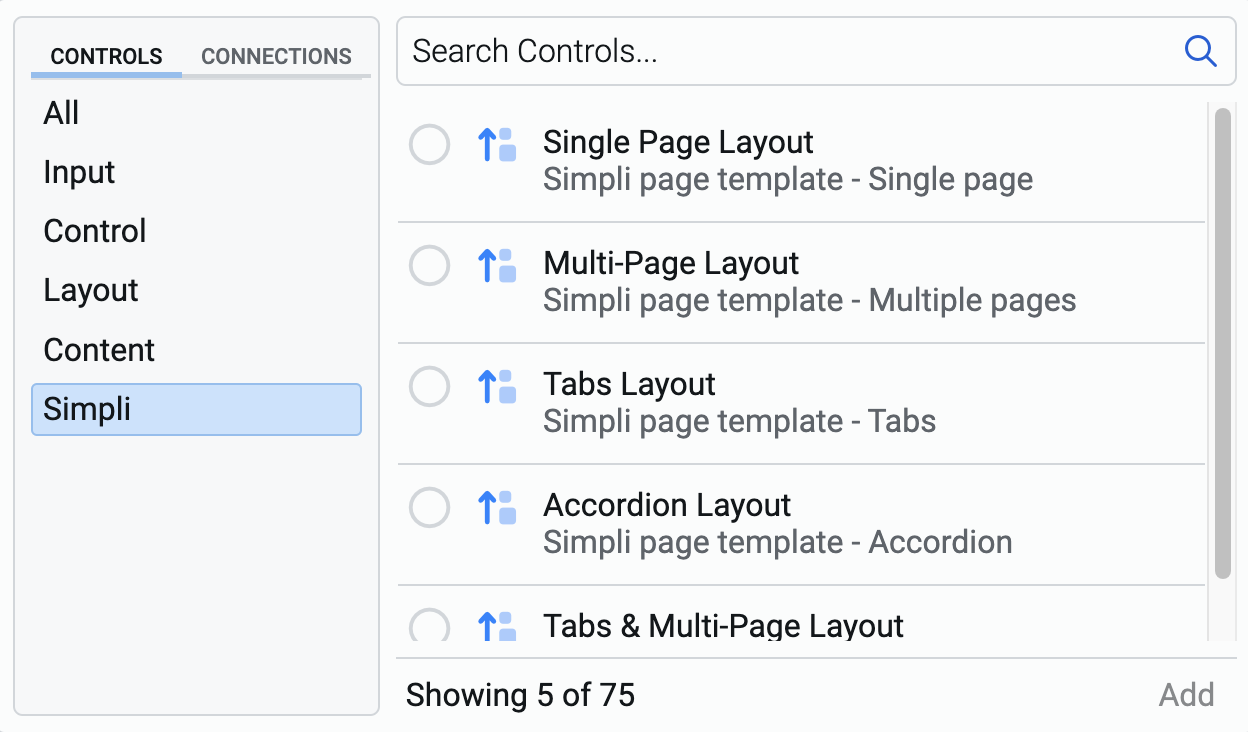 CONTROLS CONNECTIONS
All
Input
Control
Layout
Content
Simpli
Search Controls...
Single Page Layout
Simpli page template - Single page
Multi-Page Layout
Simpli page template - Multiple pages
Tabs Layout
Simpli page template - Tabs
Accordion Layout
Simpli page template - Accordion
Tabs & Multi-Page Layout
Showing 5 of 75
Add